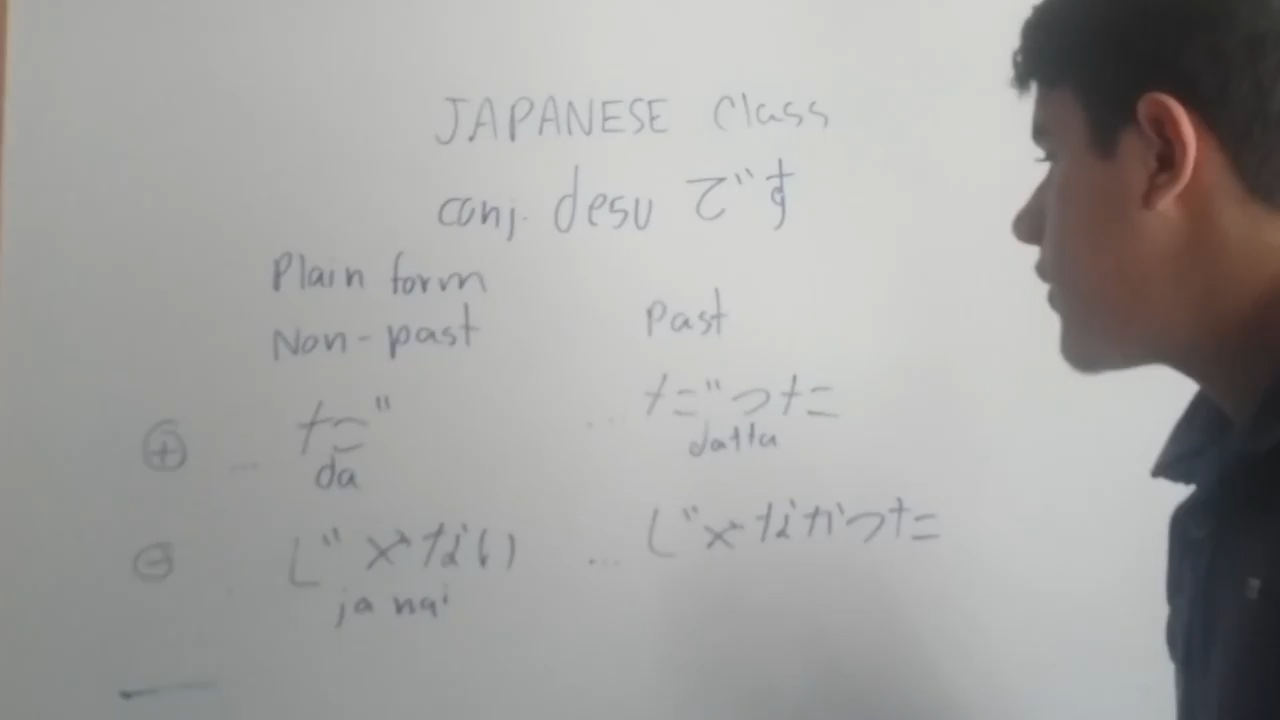 JAPANESE Class
conj. desu です
Plain form
Non-past Past
⊕ だ ... だった
da datta
⊖ じゃない ... じゃなかった
ja nai